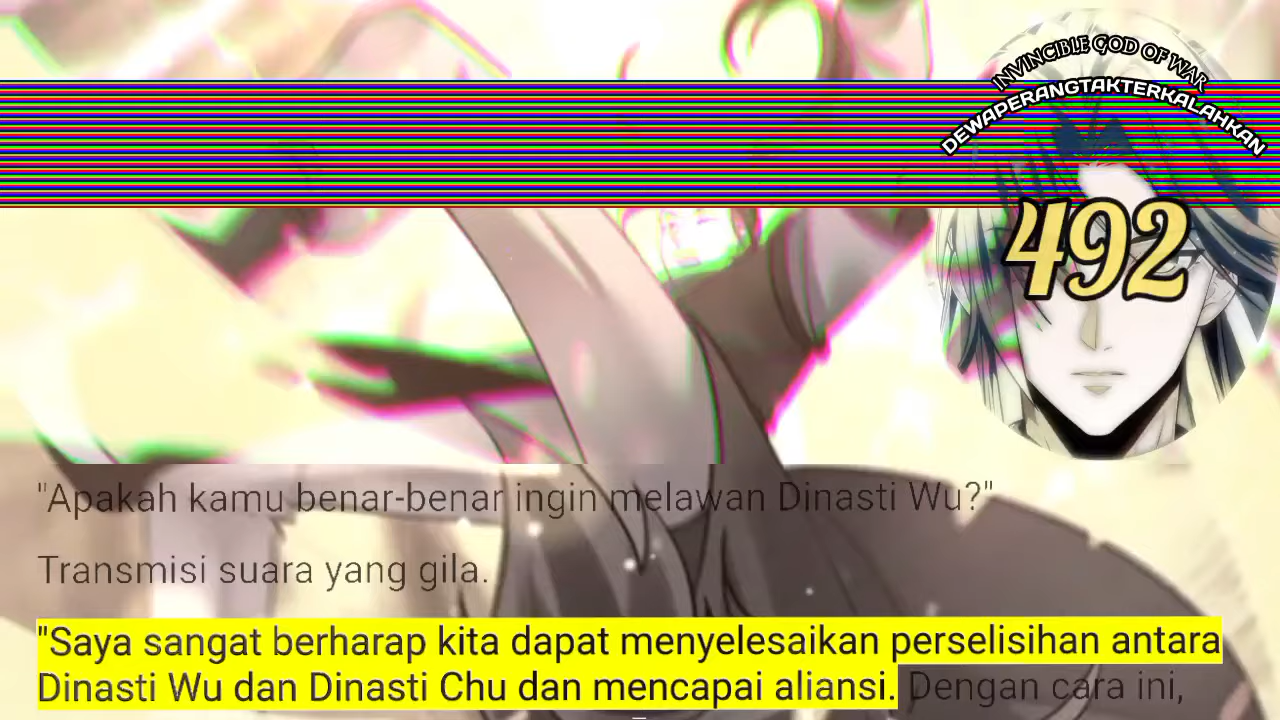 INVINCIBLE GOD OF WAR
DEWAPERANGTAKTERKALAHKAN
492
"Apakah kamu benar-benar ingin melawan Dinasti Wu?"
Transmisi suara yang gila.
"Saya sangat berharap kita dapat menyelesaikan perselisihan antara
Dinasti Wu dan Dinasti Chu dan mencapai aliansi. Dengan cara ini,